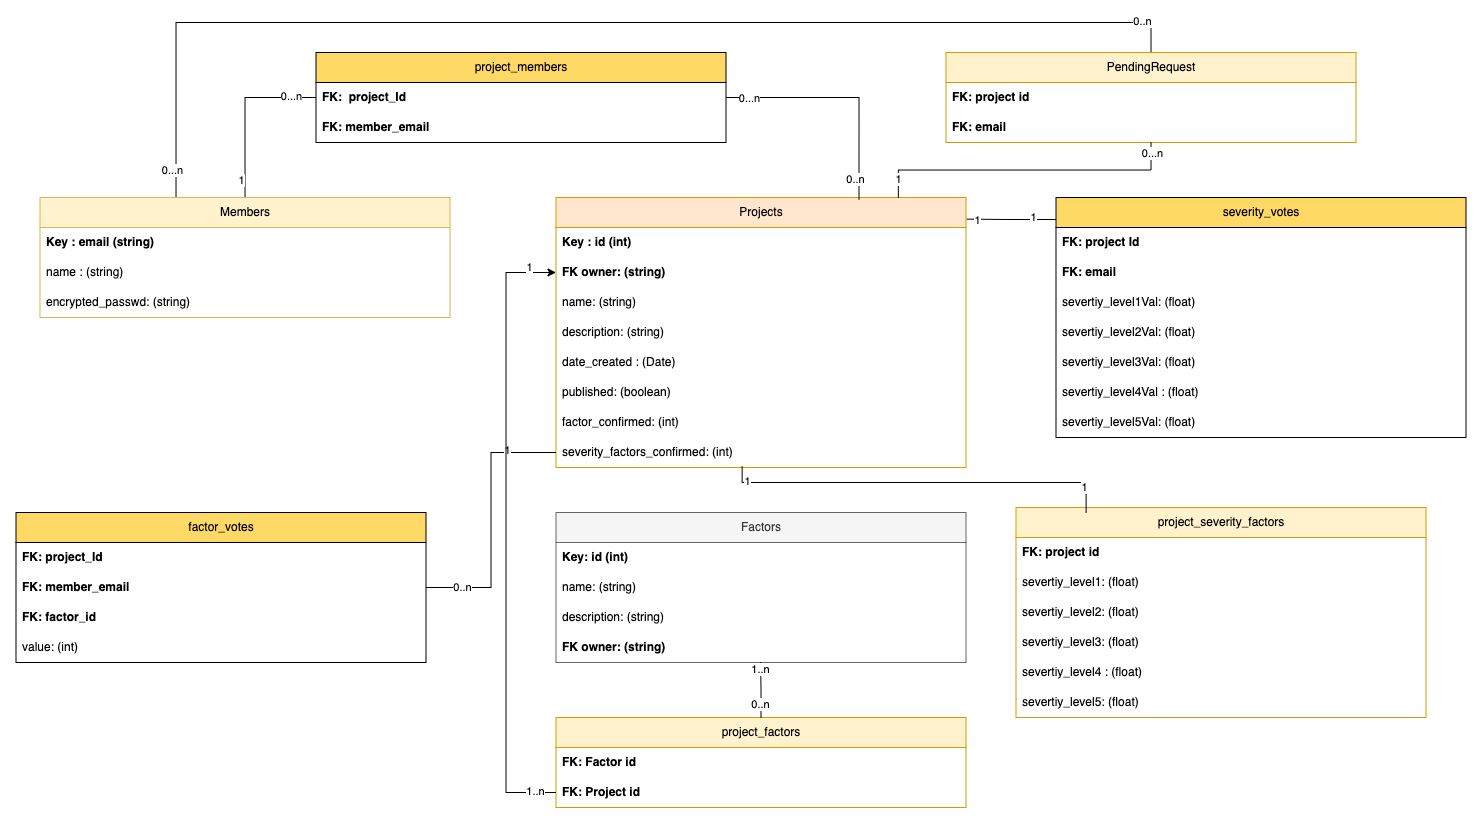 0..n
project_members
0...n
FK:  project_Id
0...n
FK: member_email
PendingRequest
FK: project id
FK: email
0...n
0...n
1
0..n
1
Members
Key : email (string)
name : (string)
encrypted_passwd: (string)
Projects
Key : id (int)
1
FK owner: (string)
name: (string)
description: (string)
date_created : (Date)
published: (boolean)
factor_confirmed: (int)
1
severity_factors_confirmed: (int)
1
1
severity_votes
FK: project Id
FK: email
severtiy_level1Val: (float)
severtiy_level2Val: (float)
severtiy_level3Val: (float)
severtiy_level4Val : (float)
severtiy_level5Val: (float)
1
1
factor_votes
FK: project_Id
FK: member_email
0..n
FK: factor_id
value: (int)
Factors
Key: id (int)
name: (string)
description: (string)
FK owner: (string)
1..n
0..n
project_factors
FK: Factor id
1..n
FK: Project id
project_severity_factors
FK: project id
severtiy_level1: (float)
severtiy_level2: (float)
severtiy_level3: (float)
severtiy_level4 : (float)
severtiy_level5: (float)